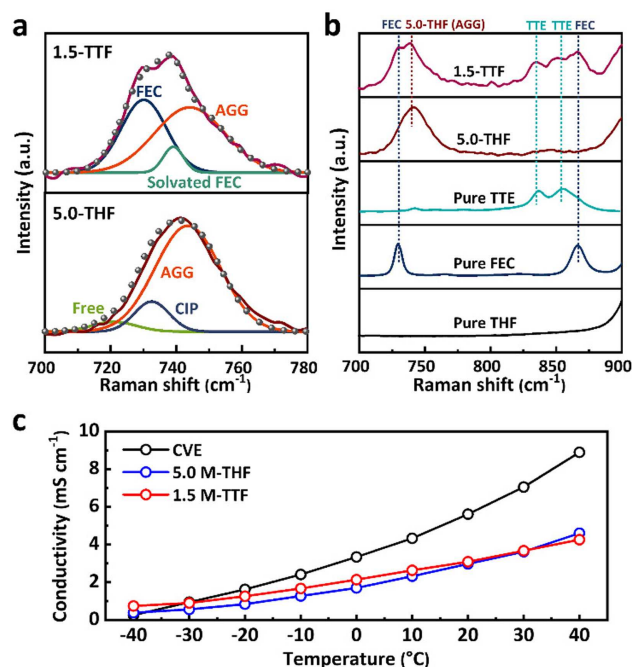 a
1.5-TTF
FEC
AGG
Solvated FEC
5.0-THF
AGG
Free
CIP
700 720 740 760 780
Raman shift (cm⁻¹)
Intensity (a.u.)
b
FEC 5.0-THF (AGG) TTE TTE FEC
1.5-TTF
5.0-THF
Pure TTE
Pure FEC
Pure THF
700 750 800 850 900
Raman shift (cm⁻¹)
Intensity (a.u.)
c
CVE
5.0 M-THF
1.5 M-TTF
10
8
6
4
2
0
-40 -30 -20 -10 0 10 20 30 40
Temperature (°C)
Conductivity (mS cm⁻¹)